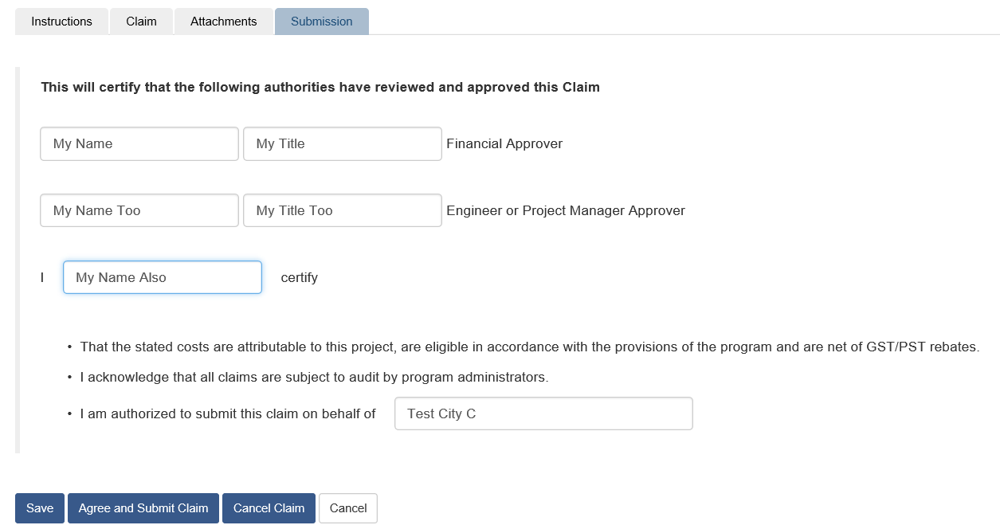 Instructions Claim Attachments Submission
This will certify that the following authorities have reviewed and approved this Claim
My Name My Title Financial Approver
My Name Too My Title Too Engineer or Project Manager Approver
I My Name Also certify
• That the stated costs are attributable to this project, are eligible in accordance with the provisions of the program and are net of GST/PST rebates.
• I acknowledge that all claims are subject to audit by program administrators.
• I am authorized to submit this claim on behalf of Test City C
Save Agree and Submit Claim Cancel Claim Cancel